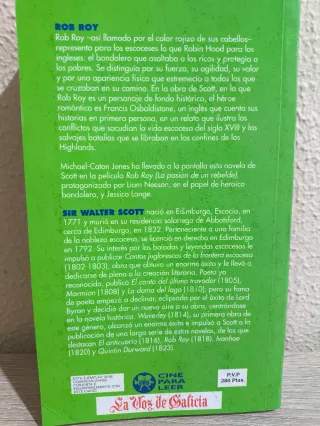 ROB ROY
Rob Roy –así llamado por el color rojizo de sus cabellos–
representa para los escoceses lo que Robin Hood para los
ingleses: el bandolero que asaltaba a los ricos y protegía a
los pobres. Se distinguía por su fuerza, su agilidad, su valor
y por una apariencia física que estremecía a todos los que
se cruzaban en su camino. En la obra de Scott, en la que
Rob Roy es un personaje de fondo histórico, el héroe
romántico es Francis Osbaldistone, un inglés que cuenta sus
historias en primera persona, en un relato que ilustra los
conflictos que sacudían la vida escocesa del siglo XVIII y las
salvajes batallas que se libraban en los confines de los
Highlands.
Michael-Caton Jones ha llevado a la pantalla esta novela de
Scott en la película Rob Roy (La pasión de un rebelde)
protagonizada por Liam Neeson, en el papel de heroico
bandolero, y Jessica Lange.
SIR WALTER SCOTT nació en Edimburgo, Escocia, en
1771 y murió en su residencia solariega de Abbotsford,
cerca de Edimburgo, en 1832. Perteneciente a una familia
de la nobleza escocesa, se licenció en derecho en Edimburgo
en 1792. Su interés por las baladas y leyendas escocesas le
impulsó a publicar Cantos juglarescos de la frontera escocesa
(1802-1803), obra que obtuvo un enorme éxito y le llevó a
dedicarse de pleno a la creación literaria. Poeta ya
reconocido, publicó El canto del último trovador (1805),
Marmion (1808) y La dama del lago (1810); pero su fama
de poeta empezó a declinar, eclipsada por el éxito de Lord
Byron y decidió dar un nuevo aire a su obra, centrándose
en la novela histórica. Waverley (1814), su primera obra de
este género, alcanzó un enorme éxito e impulsó a Scott a la
publicación de una larga serie de estas novelas, de las que
destacan El anticuario (1816), Rob Roy (1818), Ivanhoe
(1820) y Quintin Durward (1823).
ESTE EJEMPLAR DEBE
COMERCIALIZARSE
CONJUNTA E
INSEPARABLEMENTE CON
ESTE DIARIO
CINE
PARA
LEER
P.V.P
288 Ptas.
La Voz de Galicia